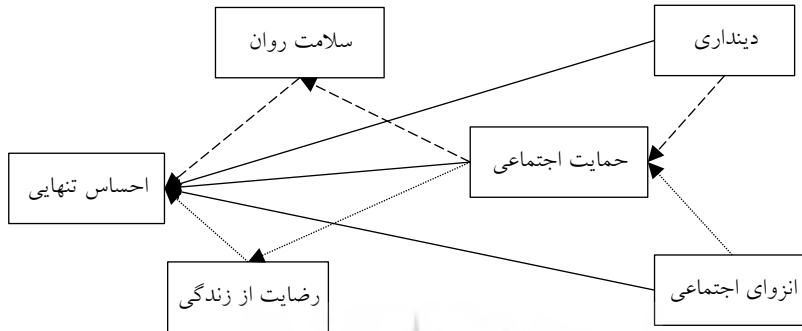 دینداری
سلامت روان
حمایت اجتماعی
احساس تنهایی
انزوای اجتماعی
رضایت از زندگی